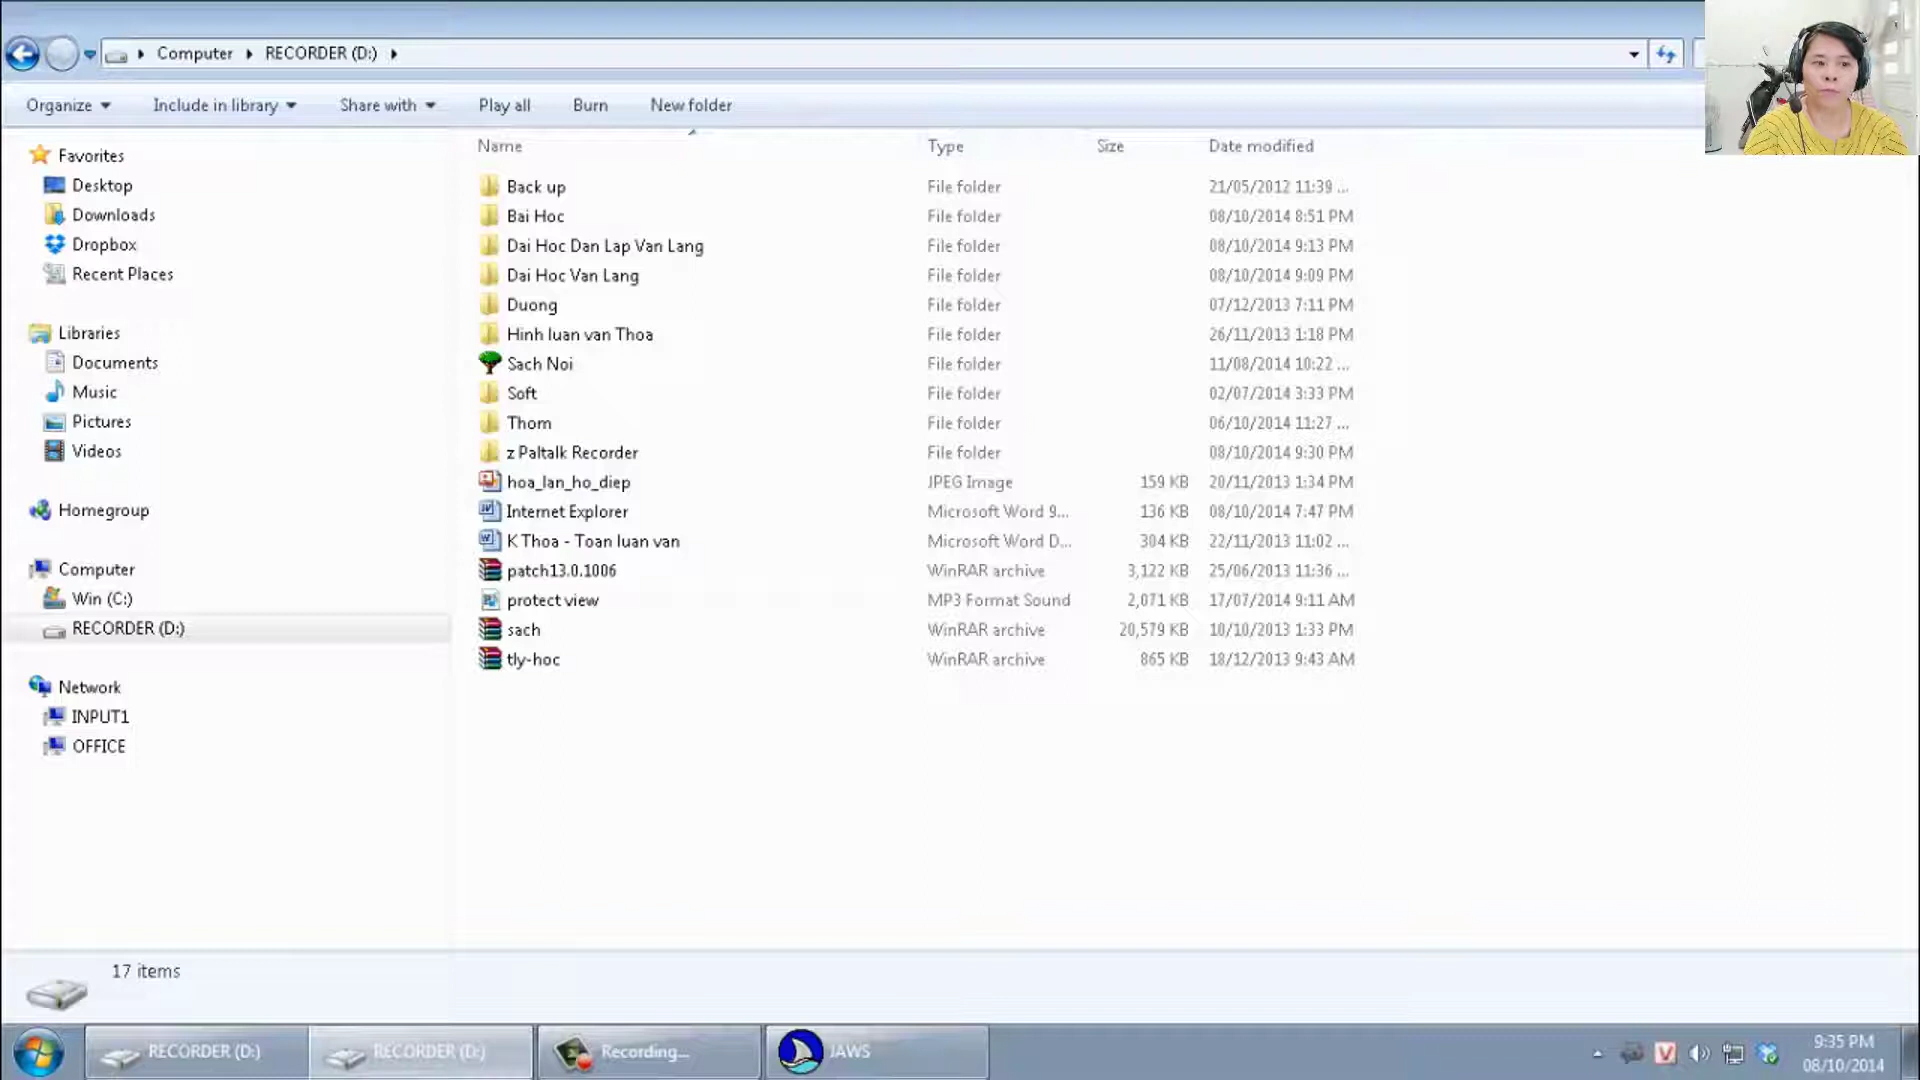 Computer RECORDER (D:)
Organize Include in library Share with Play all Burn New folder
Name Type Size Date modified
Favorites
Desktop
Downloads
Dropbox
Recent Places
Libraries
Documents
Music
Pictures
Videos
Homegroup
Computer
Win (C:)
RECORDER (D:)
Network
INPUT1
OFFICE
Back up File folder 21/05/2012 11:39 ...
Bai Hoc File folder 08/10/2014 8:51 PM
Dai Hoc Dan Lap Van Lang File folder 08/10/2014 9:13 PM
Dai Hoc Van Lang File folder 08/10/2014 9:09 PM
Duong File folder 07/12/2013 7:11 PM
Hinh luan van Thoa File folder 26/11/2013 1:18 PM
Sach Noi File folder 11/08/2014 10:22 ...
Soft File folder 02/07/2014 3:33 PM
Thom File folder 06/10/2014 11:27 ...
z Paltalk Recorder File folder 08/10/2014 9:30 PM
hoa_lan_ho_diep JPEG Image 159 KB 20/11/2013 1:34 PM
Internet Explorer Microsoft Word 9... 136 KB 08/10/2014 7:47 PM
K Thoa - Toan luan van Microsoft Word D... 304 KB 22/11/2013 11:02 ...
patch13.0.1006 WinRAR archive 3,122 KB 25/06/2013 11:36 ...
protect view MP3 Format Sound 2,071 KB 17/07/2014 9:11 AM
sach WinRAR archive 20,579 KB 10/10/2013 1:33 PM
tly-hoc WinRAR archive 865 KB 18/12/2013 9:43 AM
17 items
RECORDER (D:) RECORDER (D:) Recording... JAWS V 9:35 PM
08/10/2014